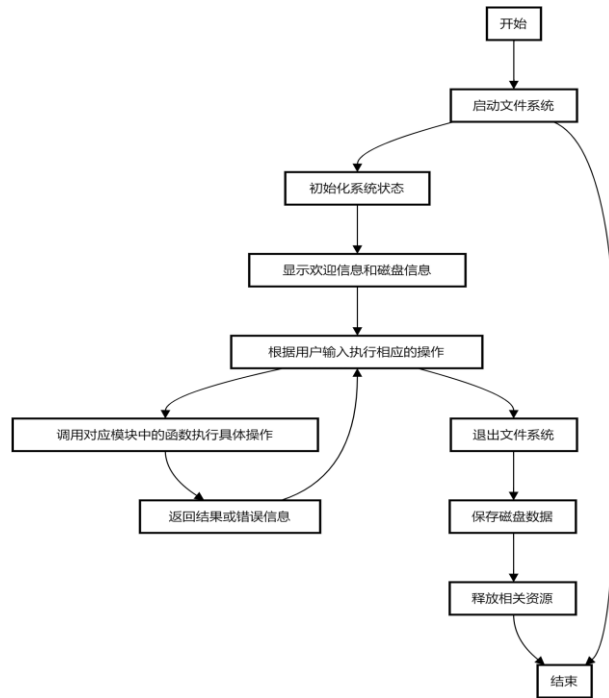 开始
启动文件系统
初始化系统状态
显示欢迎信息和磁盘信息
根据用户输入执行相应的操作
调用对应模块中的函数执行具体操作
退出文件系统
返回结果或错误信息
保存磁盘数据
释放相关资源
结束